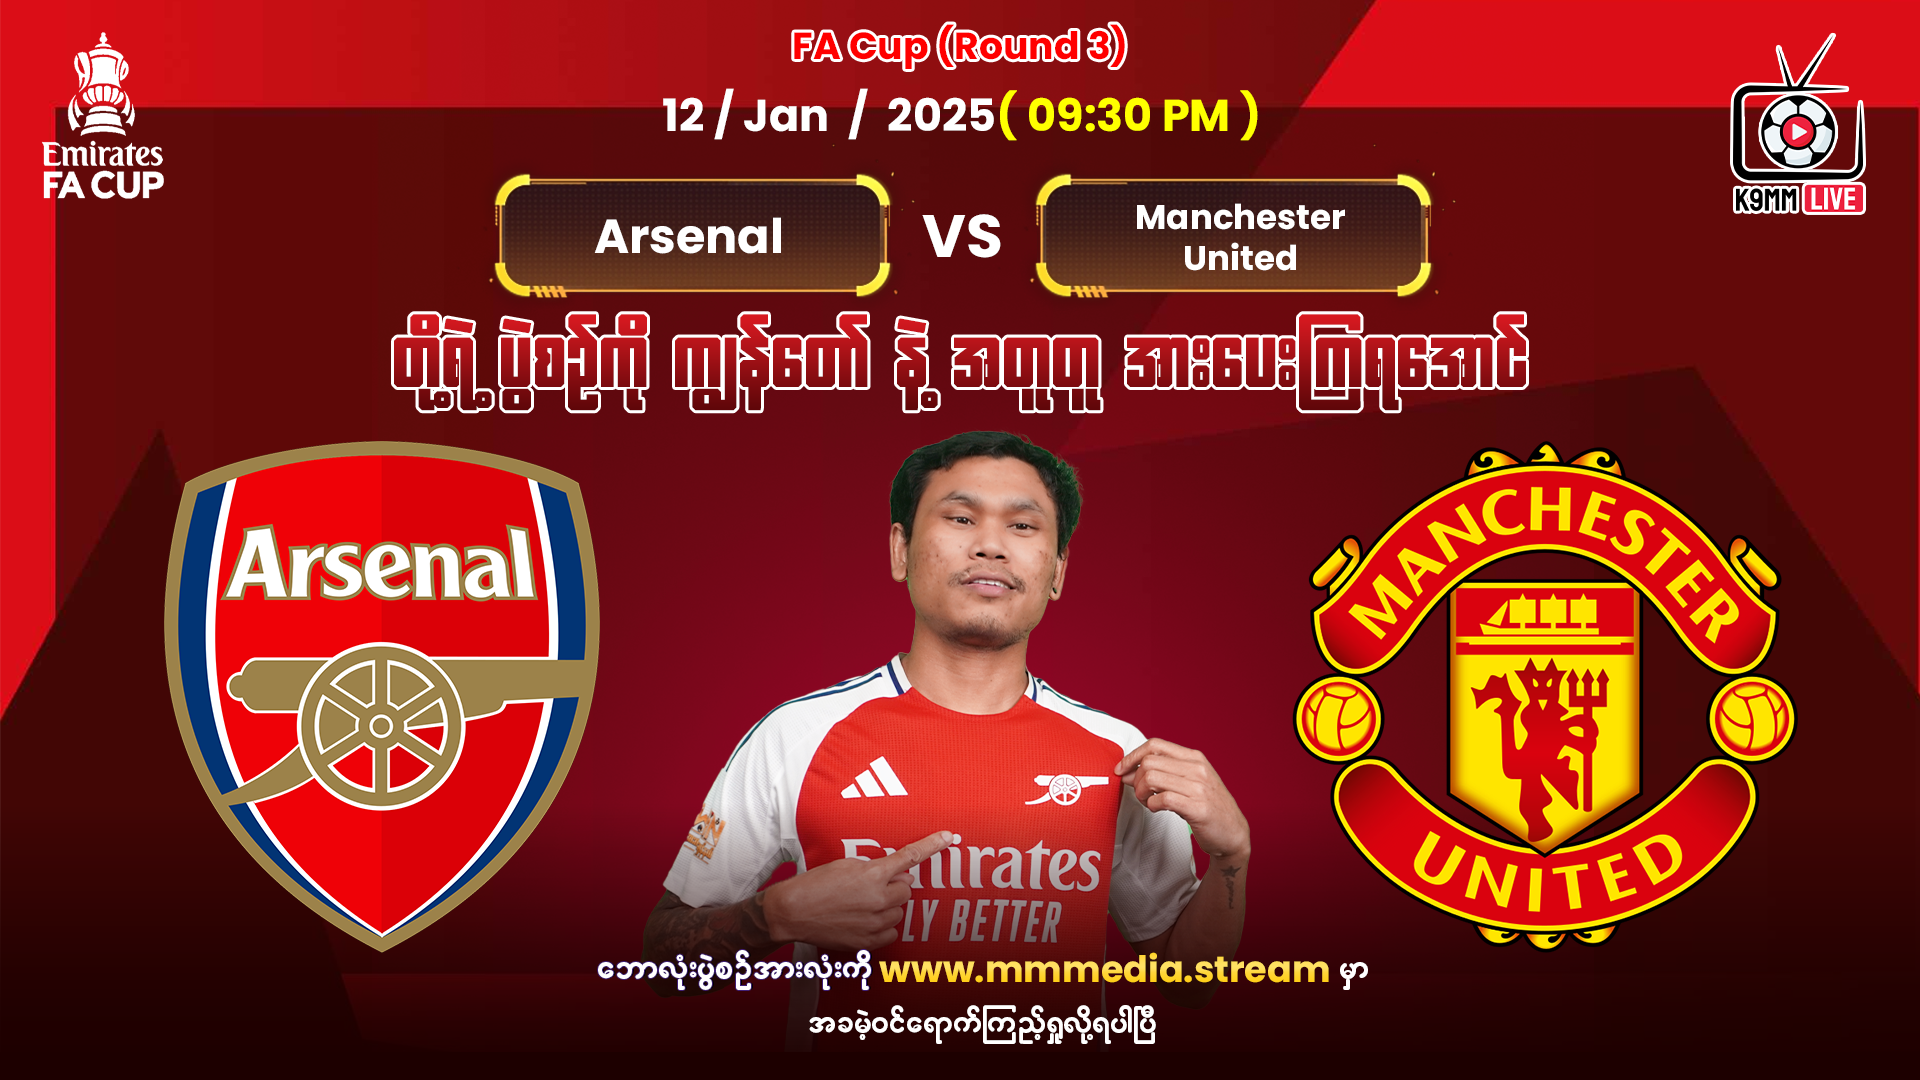 FA Cup (Round 3)
12 / Jan / 2025 ( 09:30 PM )
Emirates
FA CUP
K9MM LIVE
Arsenal
VS
Manchester
United
တို့ရဲ့ ပွဲစဉ်ကို ကျွန်တော် နဲ့ အတူတူ အားပေးကြရအောင်
Arsenal
MANCHESTER
UNITED
Emirates
LY BETTER
ဘောလုံးပွဲစဉ်အားလုံးကို www.mmmedia.stream မှာ
အခမဲ့ဝင်ရောက်ကြည့်ရှုလို့ရပါပြီ